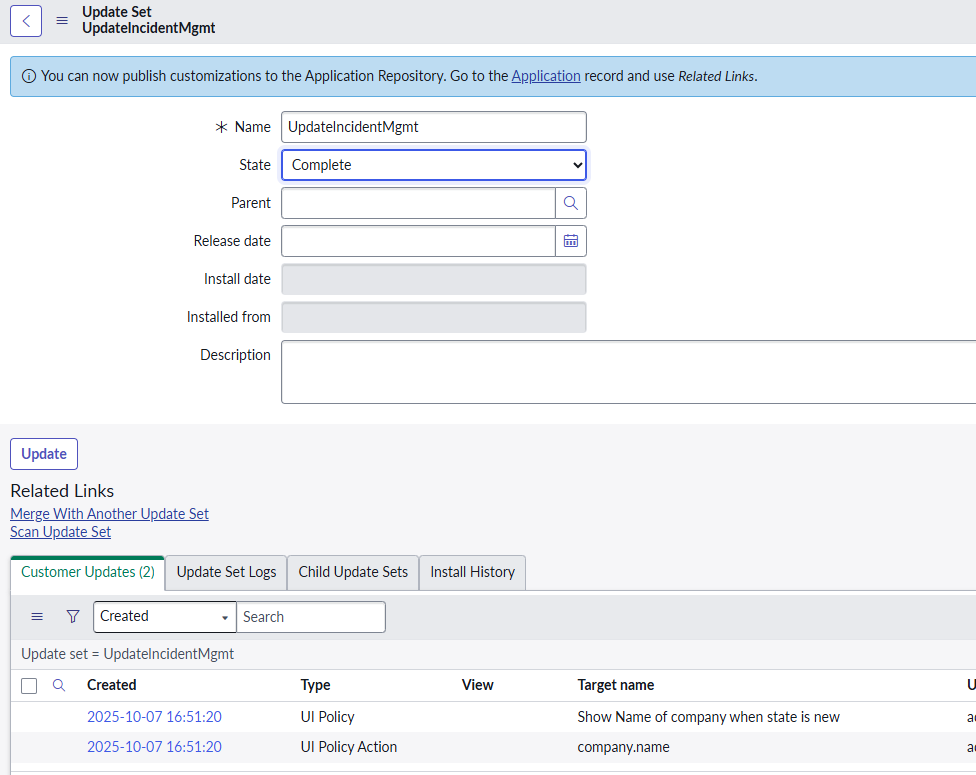 Update Set
UpdateIncidentMgmt
You can now publish customizations to the Application Repository. Go to the Application record and use Related Links.
Name UpdateIncidentMgmt
State Complete
Parent
Release date
Install date
Installed from
Description
Update
Related Links
Merge With Another Update Set
Scan Update Set
Customer Updates (2) Update Set Logs Child Update Sets Install History
Created Search
Update set = UpdateIncidentMgmt
Created Type View Target name U
2025-10-07 16:51:20 UI Policy Show Name of company when state is new
2025-10-07 16:51:20 UI Policy Action company.name